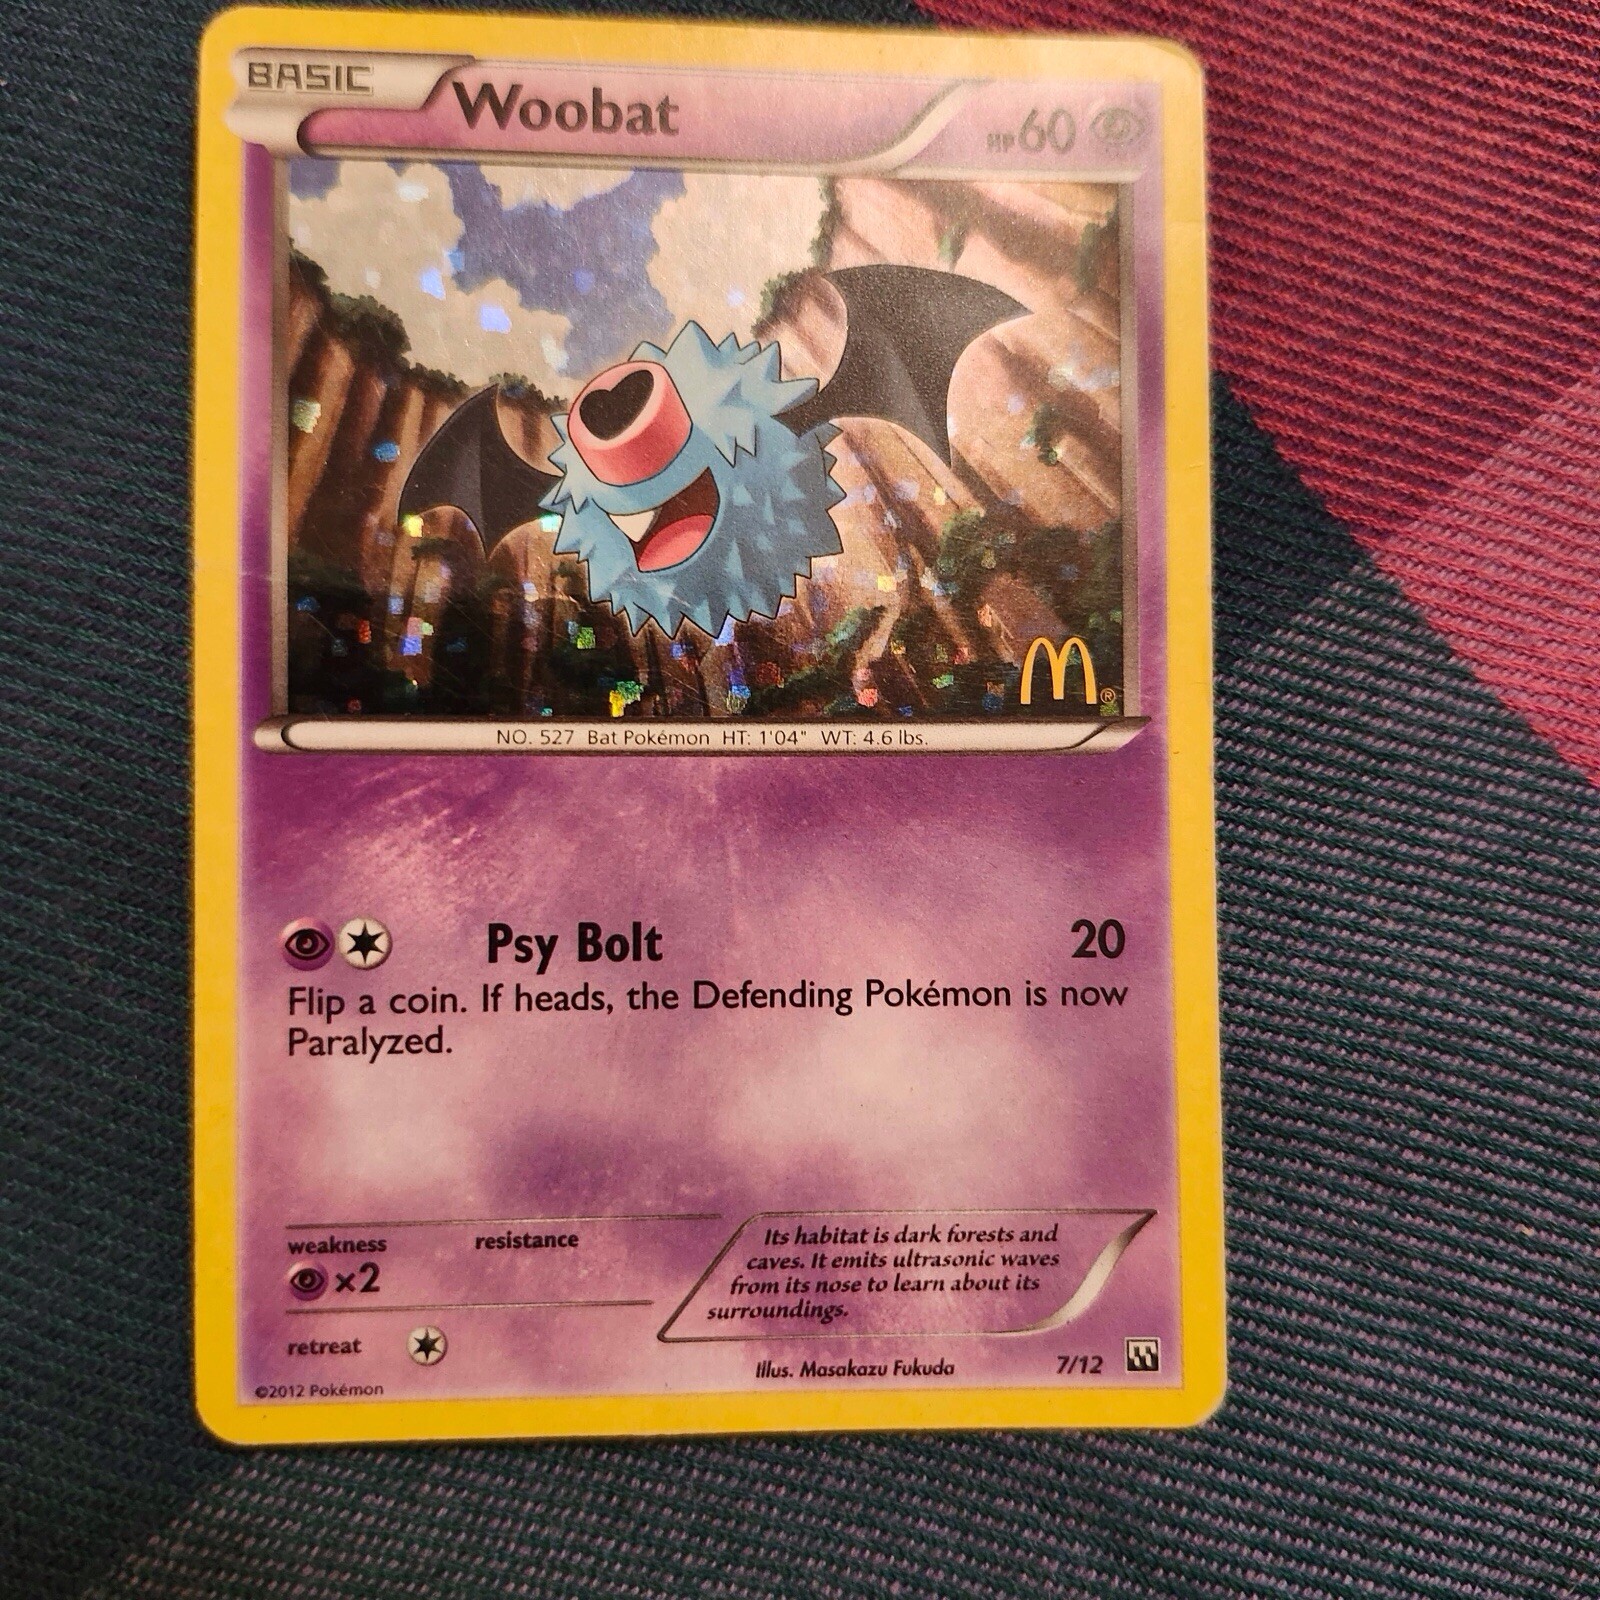 BASIC
Woobat
HP60
M®
NO. 527 Bat Pokémon HT: 1'04" WT: 4.6 lbs.
Psy Bolt 20
Flip a coin. If heads, the Defending Pokémon is now
Paralyzed.
weakness resistance
×2
retreat
Its habitat is dark forests and
caves. It emits ultrasonic waves
from its nose to learn about its
surroundings.
Illus. Masakazu Fukuda 7/12
©2012 Pokémon